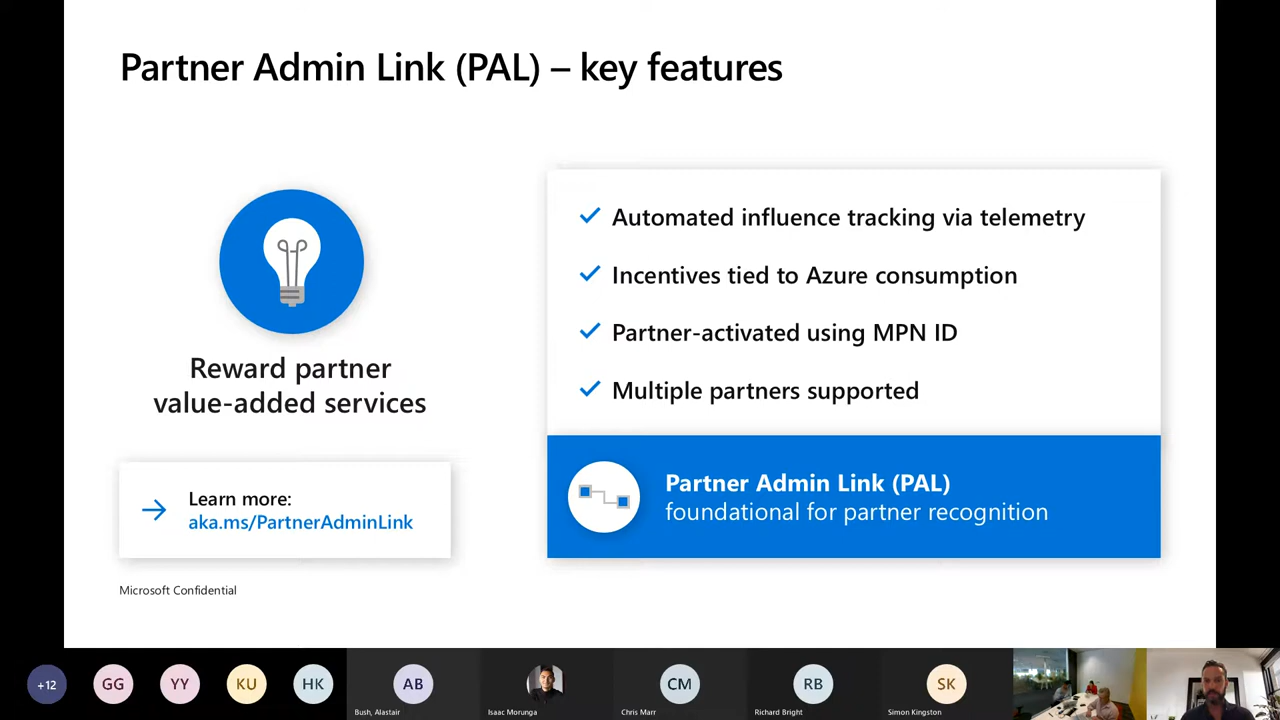 Partner Admin Link (PAL) – key features
Reward partner
value-added services
Learn more:
aka.ms/PartnerAdminLink
Automated influence tracking via telemetry
Incentives tied to Azure consumption
Partner-activated using MPN ID
Multiple partners supported
Partner Admin Link (PAL)
foundational for partner recognition
Microsoft Confidential
+12
GG
YY
KU
HK
AB
Bush, Alastair
Isaac Morunga
CM
Chris Marr
RB
Richard Bright
SK
Simon Kingston